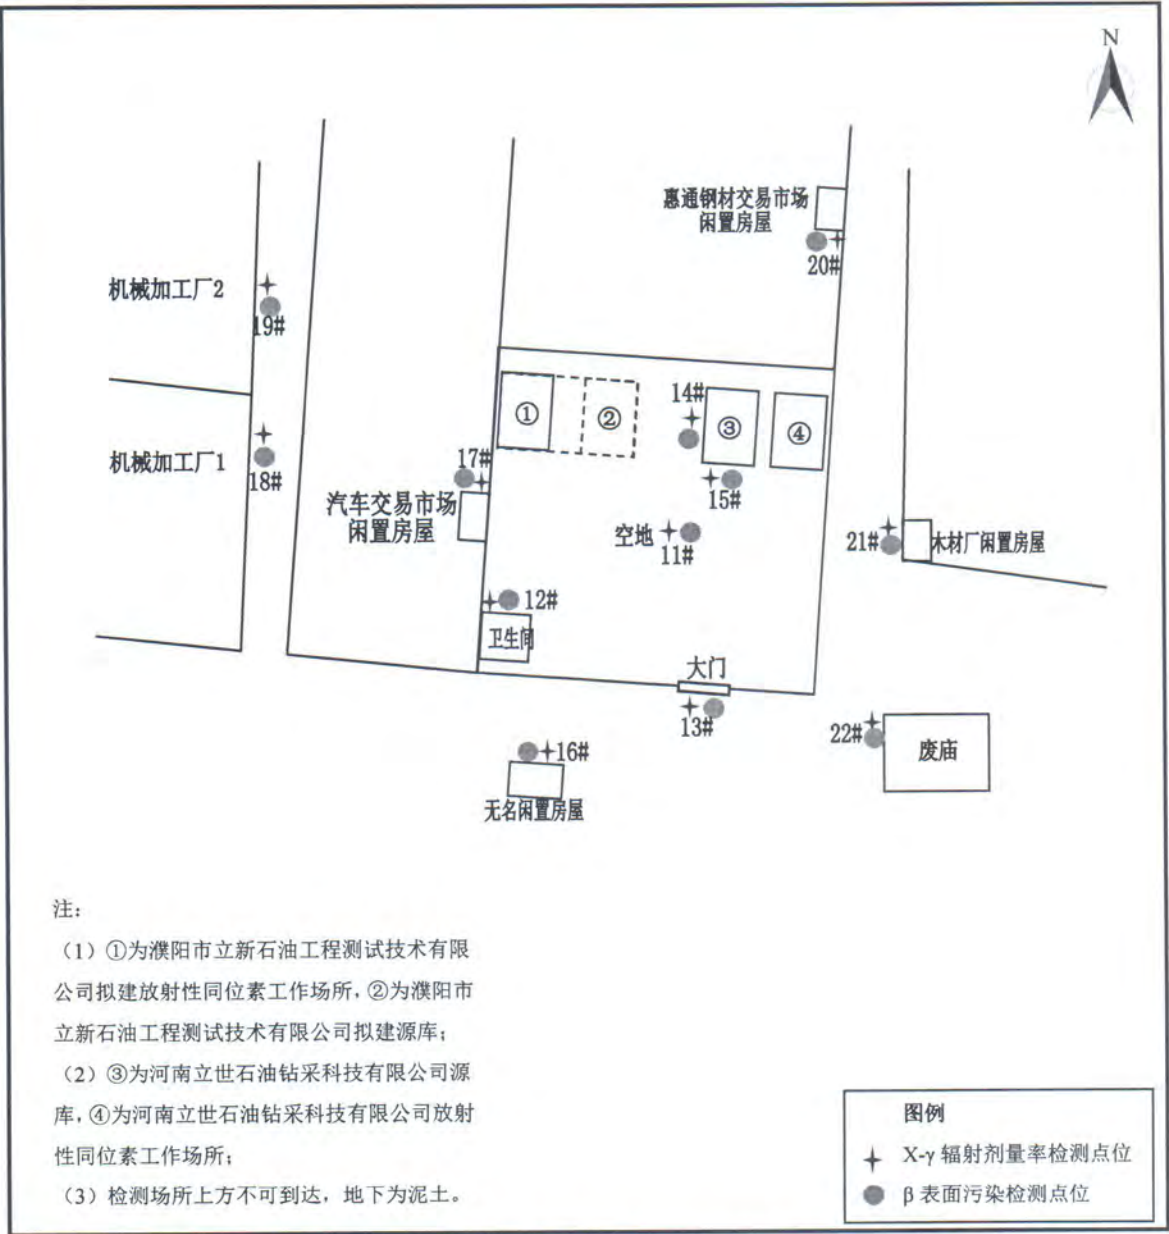 N
惠通钢材交易市场
闲置房屋
20#
机械加工厂2
19#
14#
①
②
③
④
机械加工厂1
18#
17#
15#
汽车交易市场
闲置房屋
空地
11#
21#
木材厂闲置房屋
12#
卫生间
大门
13#
22#
废庙
16#
无名闲置房屋
注：
（1）①为濮阳市立新石油工程测试技术有限
公司拟建放射性同位素工作场所，②为濮阳市
立新石油工程测试技术有限公司拟建源库；
（2）③为河南立世石油钻采科技有限公司源
库，④为河南立世石油钻采科技有限公司放射
性同位素工作场所；
（3）检测场所上方不可到达，地下为泥土。
图例
X-γ 辐射剂量率检测点位
β 表面污染检测点位